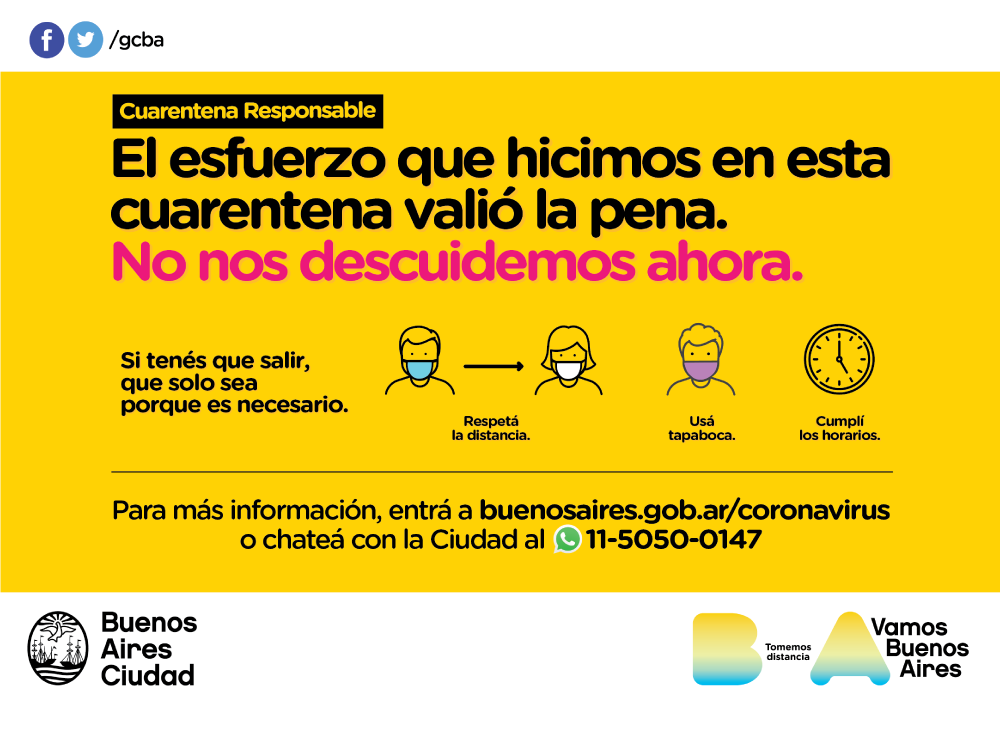 /gcba
Cuarentena Responsable
El esfuerzo que hicimos en esta
cuarentena valió la pena.
No nos descuidemos ahora.
Si tenés que salir,
que solo sea
porque es necesario.
Respetá
la distancia.
Usá
tapaboca.
Cumplí
los horarios.
Para más información, entrá a buenosaires.gob.ar/coronavirus
o chateá con la Ciudad al 11-5050-0147
Buenos
Aires
Ciudad
B Tomemos
distancia A
Vamos
Buenos
Aires